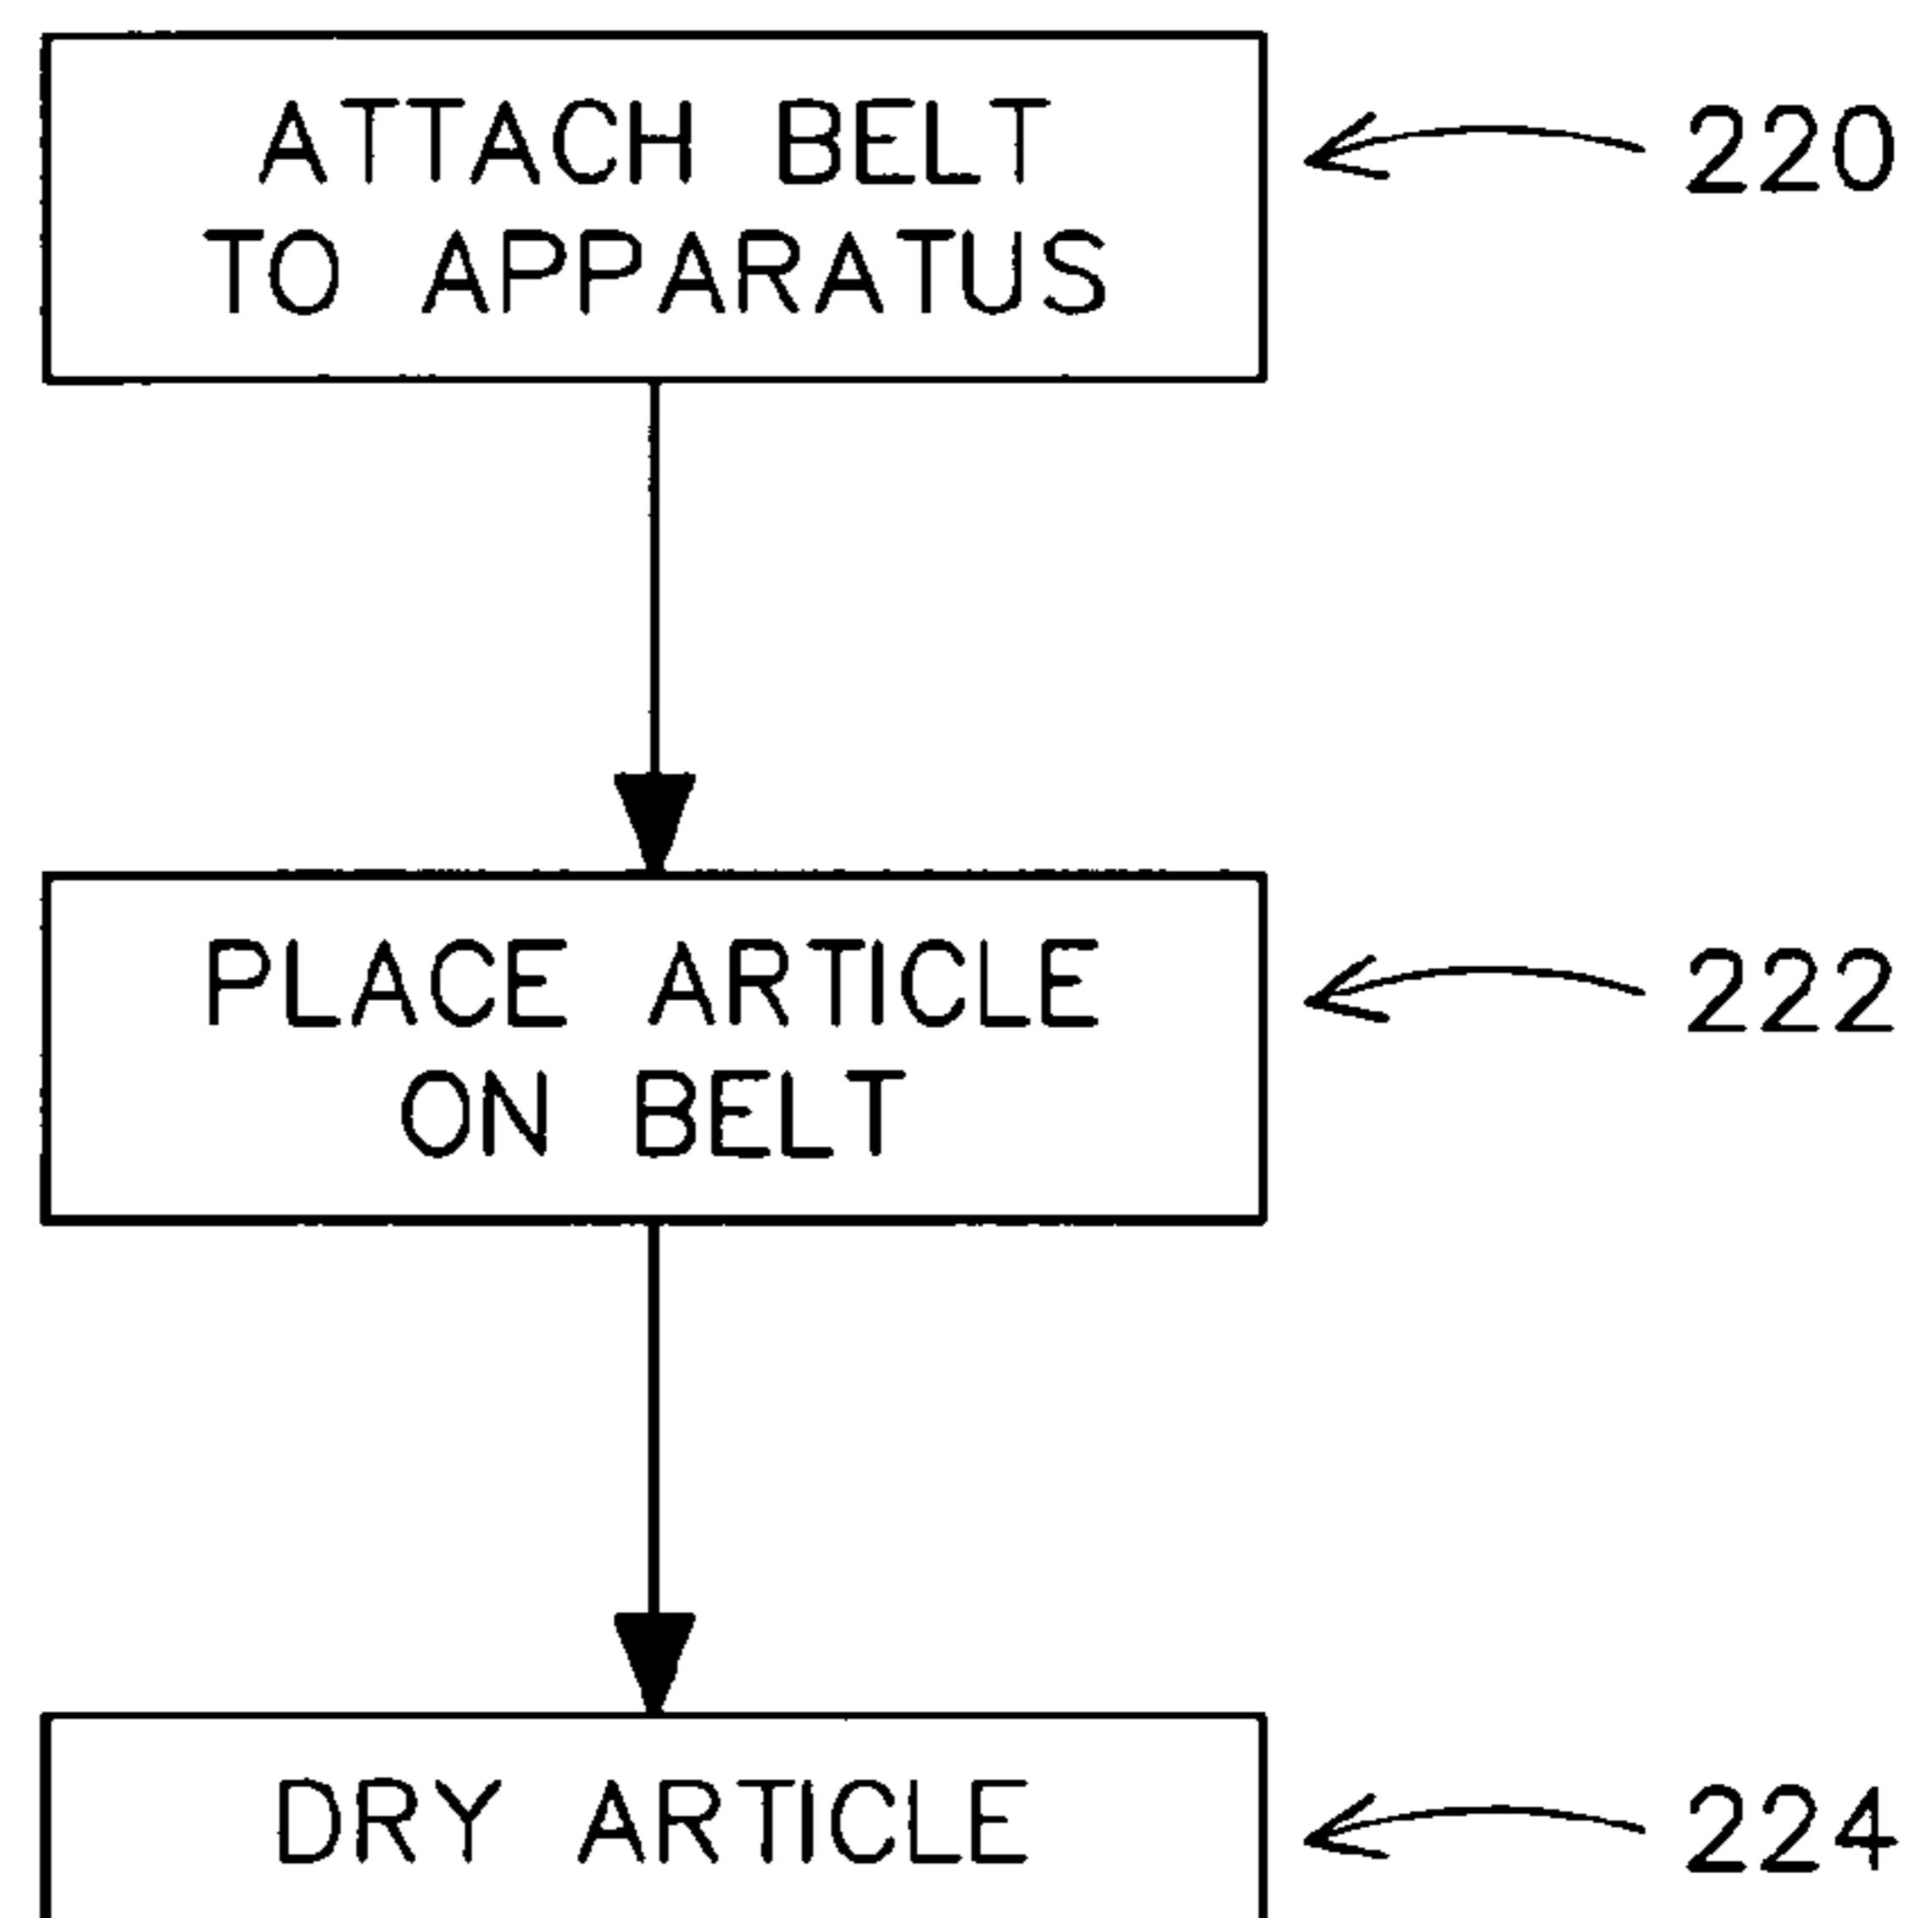 ATTACH BELT
TO APPARATUS
220
PLACE ARTICLE
ON BELT
222
DRY ARTICLE
224